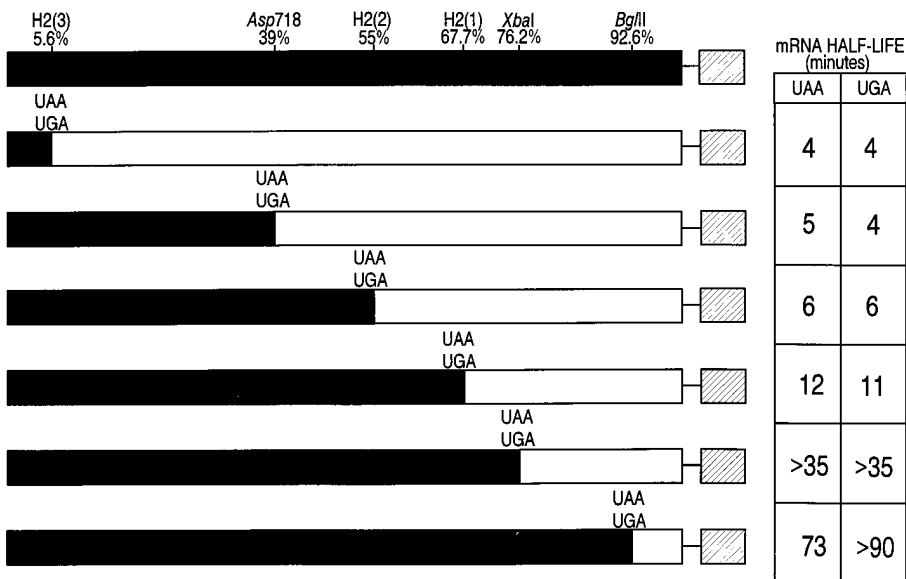 H2(3) Asp718 H2(2) H2(1) XbaI BglII
5.6% 39% 55% 67.7% 76.2% 92.6%
mRNA HALF-LIFE
(minutes)
UAA UGA
UAA
UGA
4 4
UAA
UGA
5 4
UAA
UGA
6 6
UAA
UGA
12 11
UAA
UGA
>35 >35
UAA
UGA
73 >90